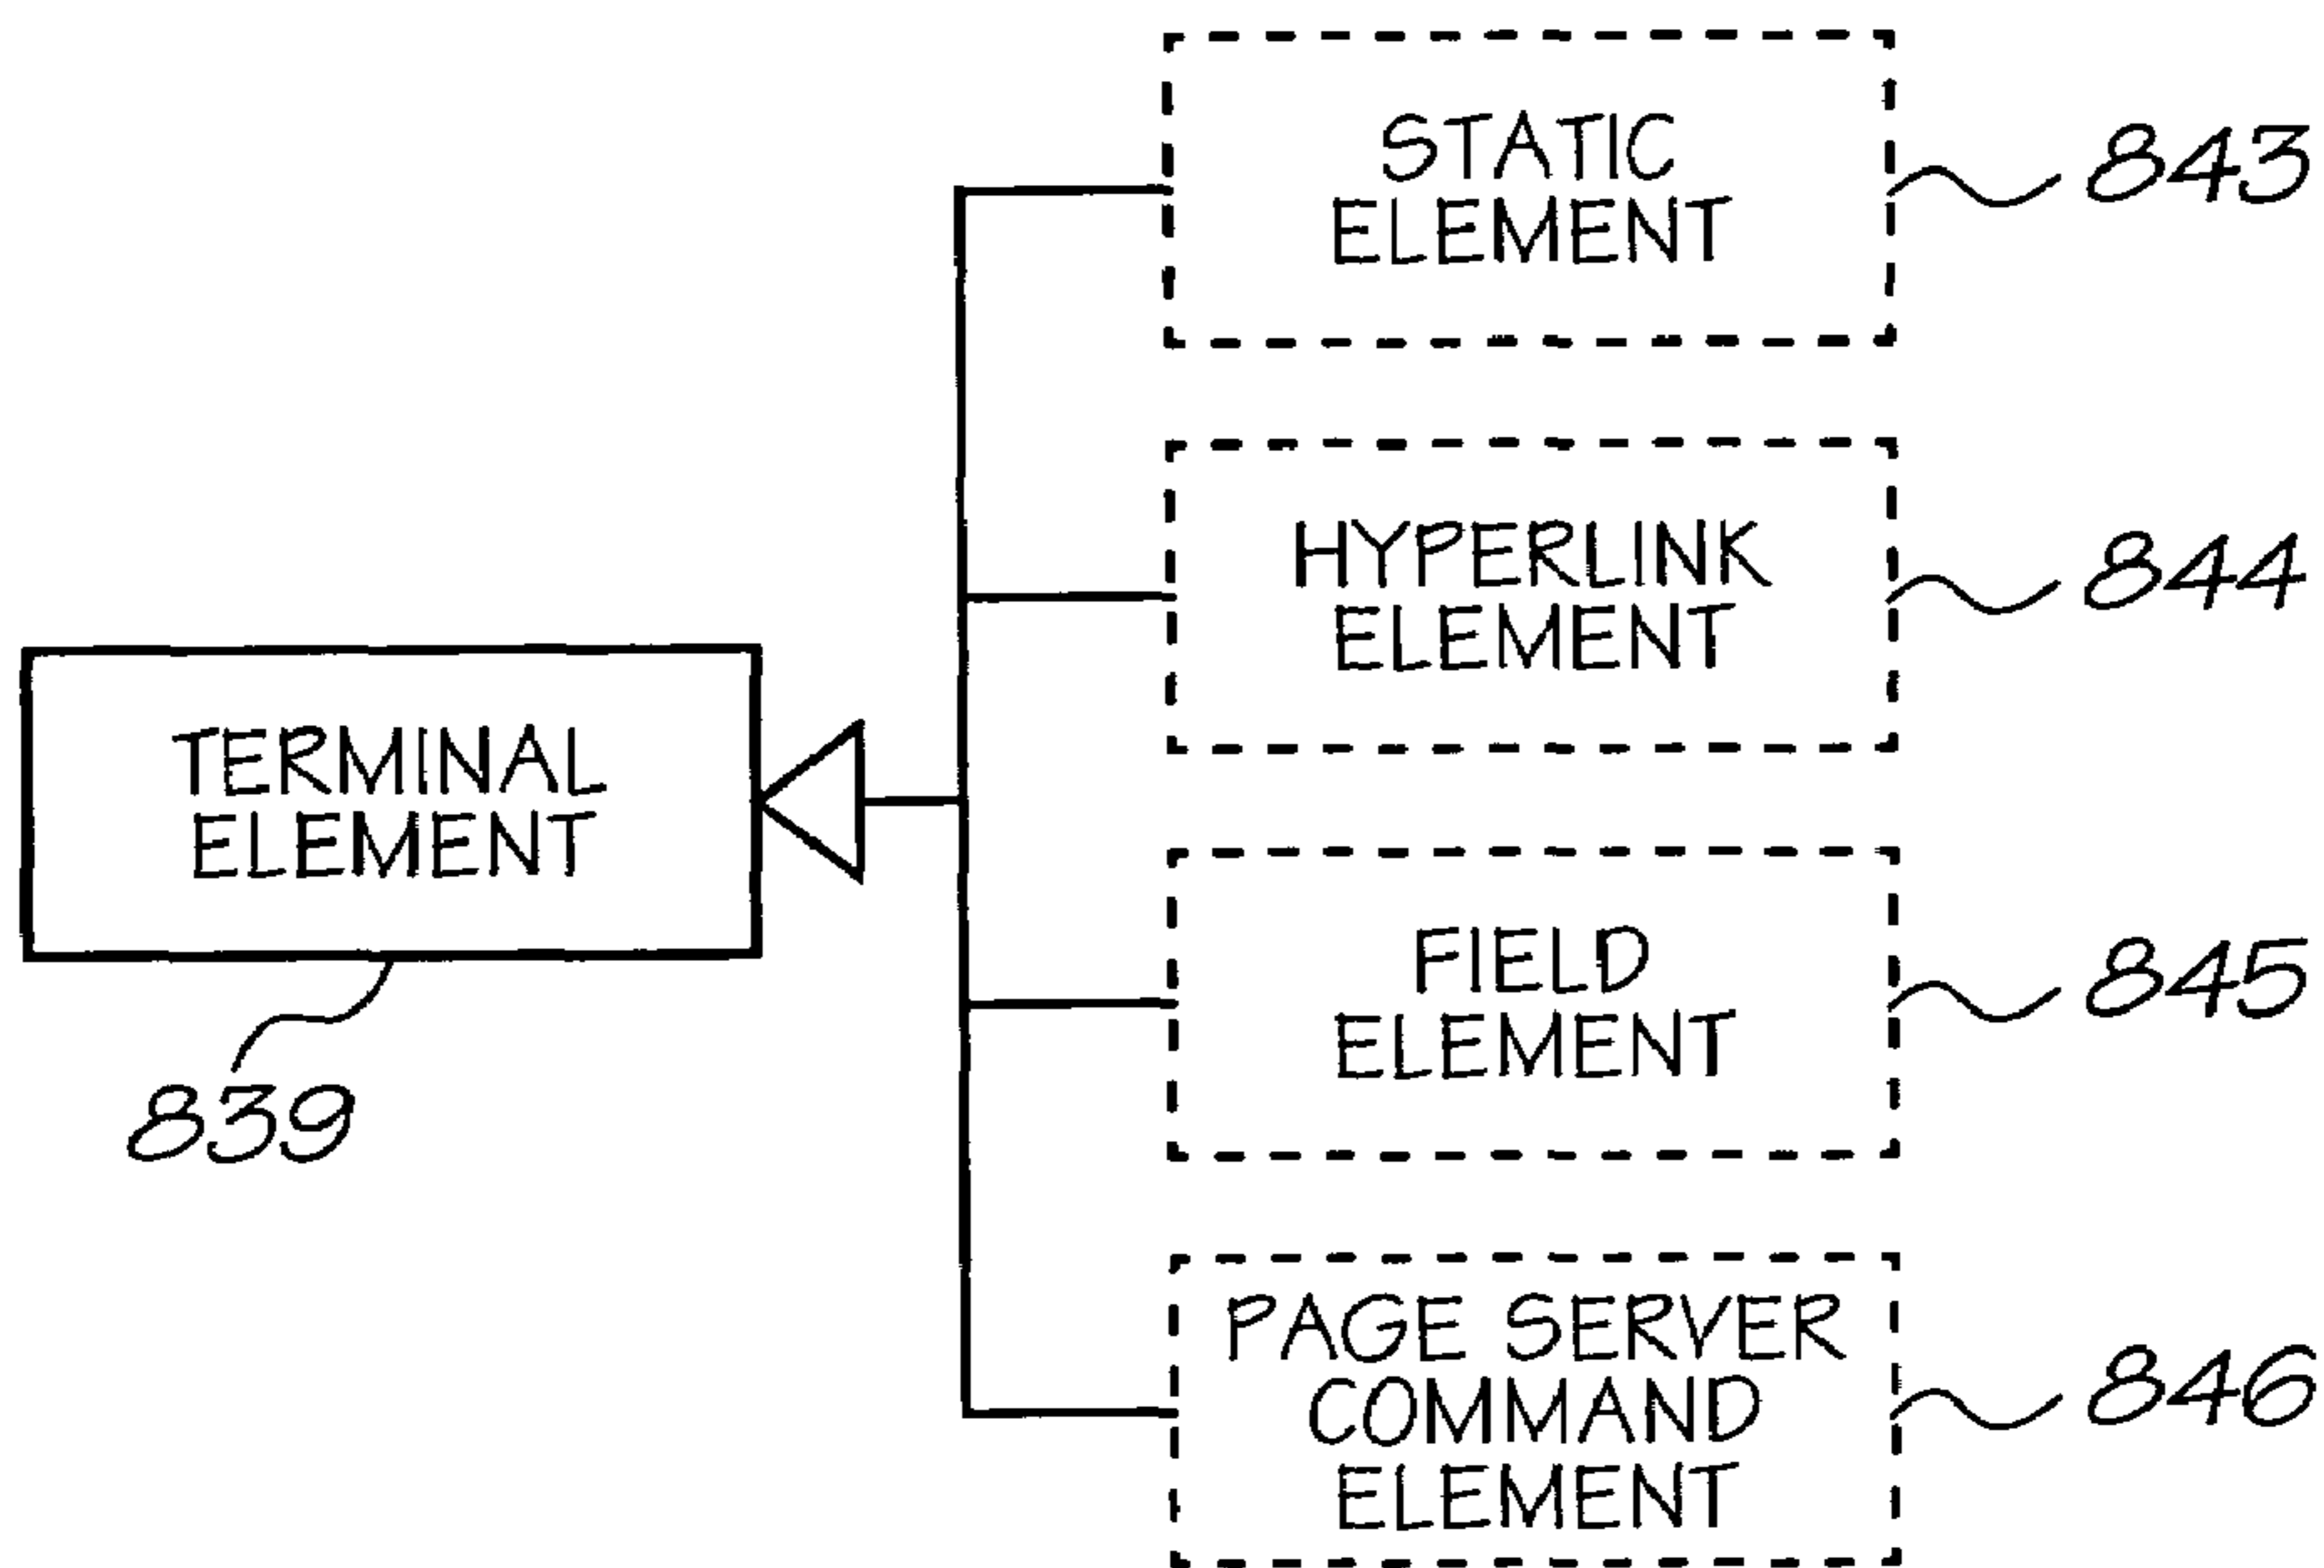 STATIC
ELEMENT
843
HYPERLINK
ELEMENT
844
TERMINAL
ELEMENT
839
FIELD
ELEMENT
845
PAGE SERVER
COMMAND
ELEMENT
846